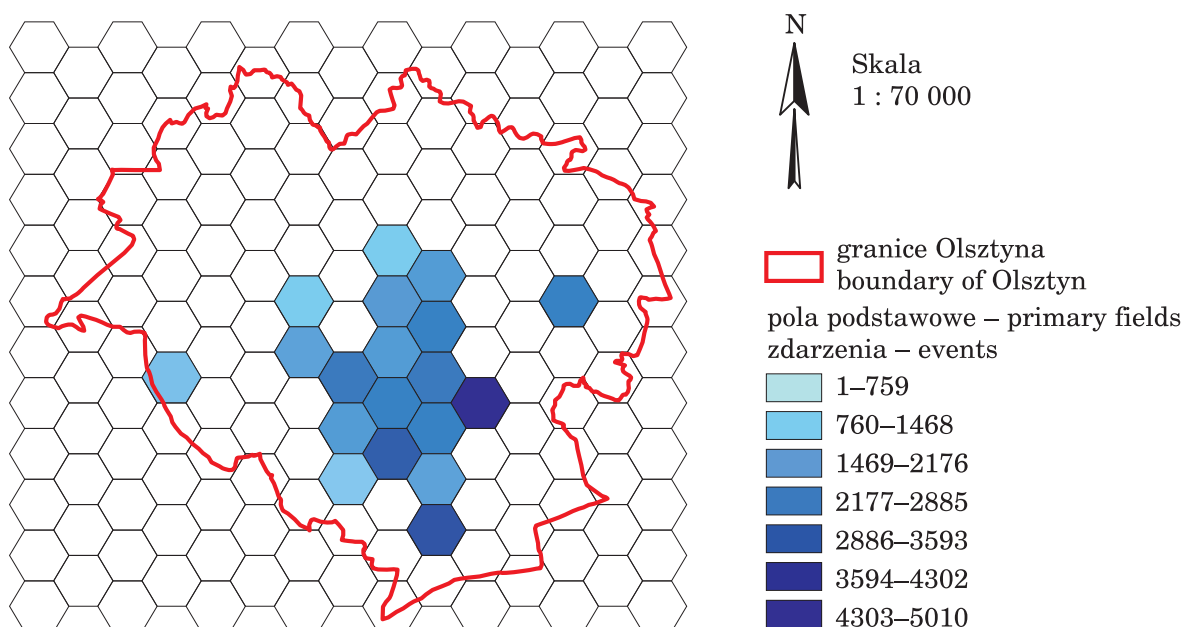 N
Skala
1 : 70 000
granice Olsztyna
boundary of Olsztyn
pola podstawowe – primary fields
zdarzenia – events
1–759
760–1468
1469–2176
2177–2885
2886–3593
3594–4302
4303–5010